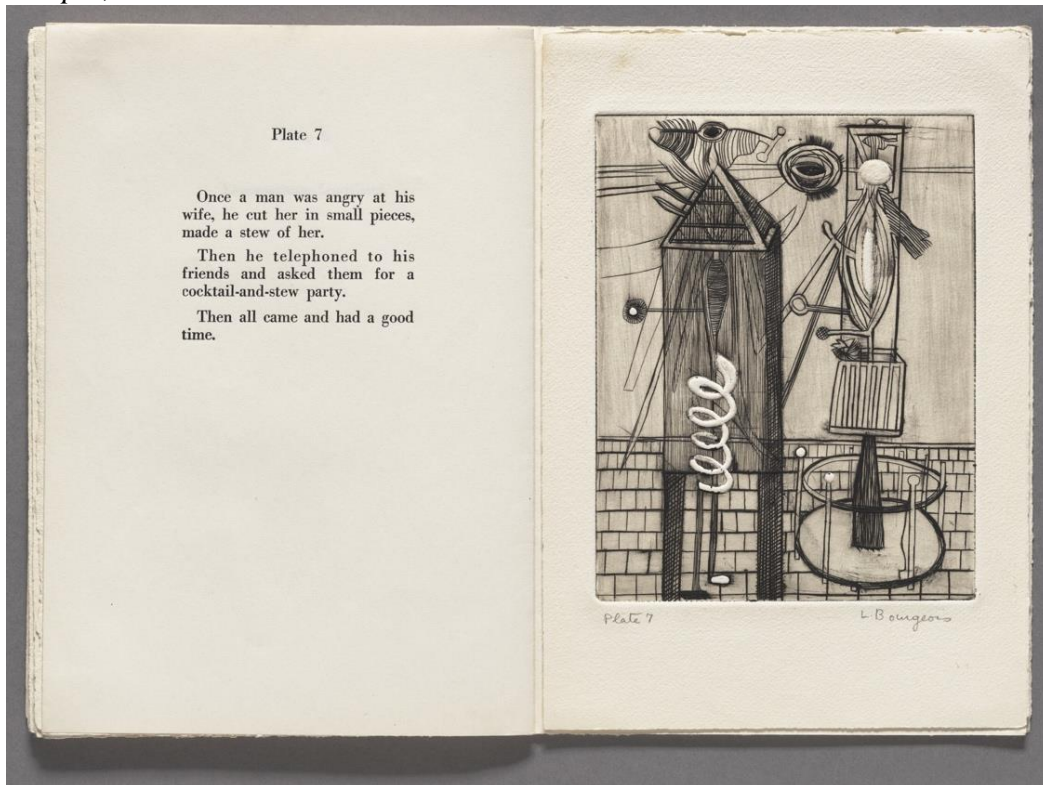 Plate 7
Once a man was angry at his
wife, he cut her in small pieces,
made a stew of her.
Then he telephoned to his
friends and asked them for a
cocktail-and-stew party.
Then all came and had a good
time.
Plate 7
L Bourgeois